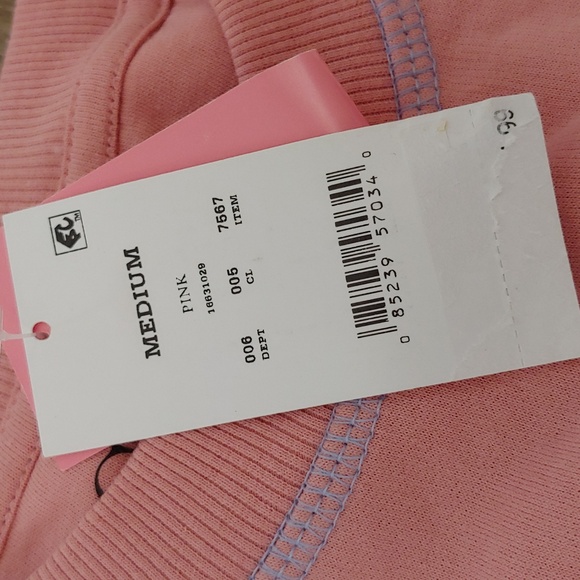 MEDIUM
PINK
16631029
006 005 7567
DEPT CL ITEM
0 85239 57034 0
.99